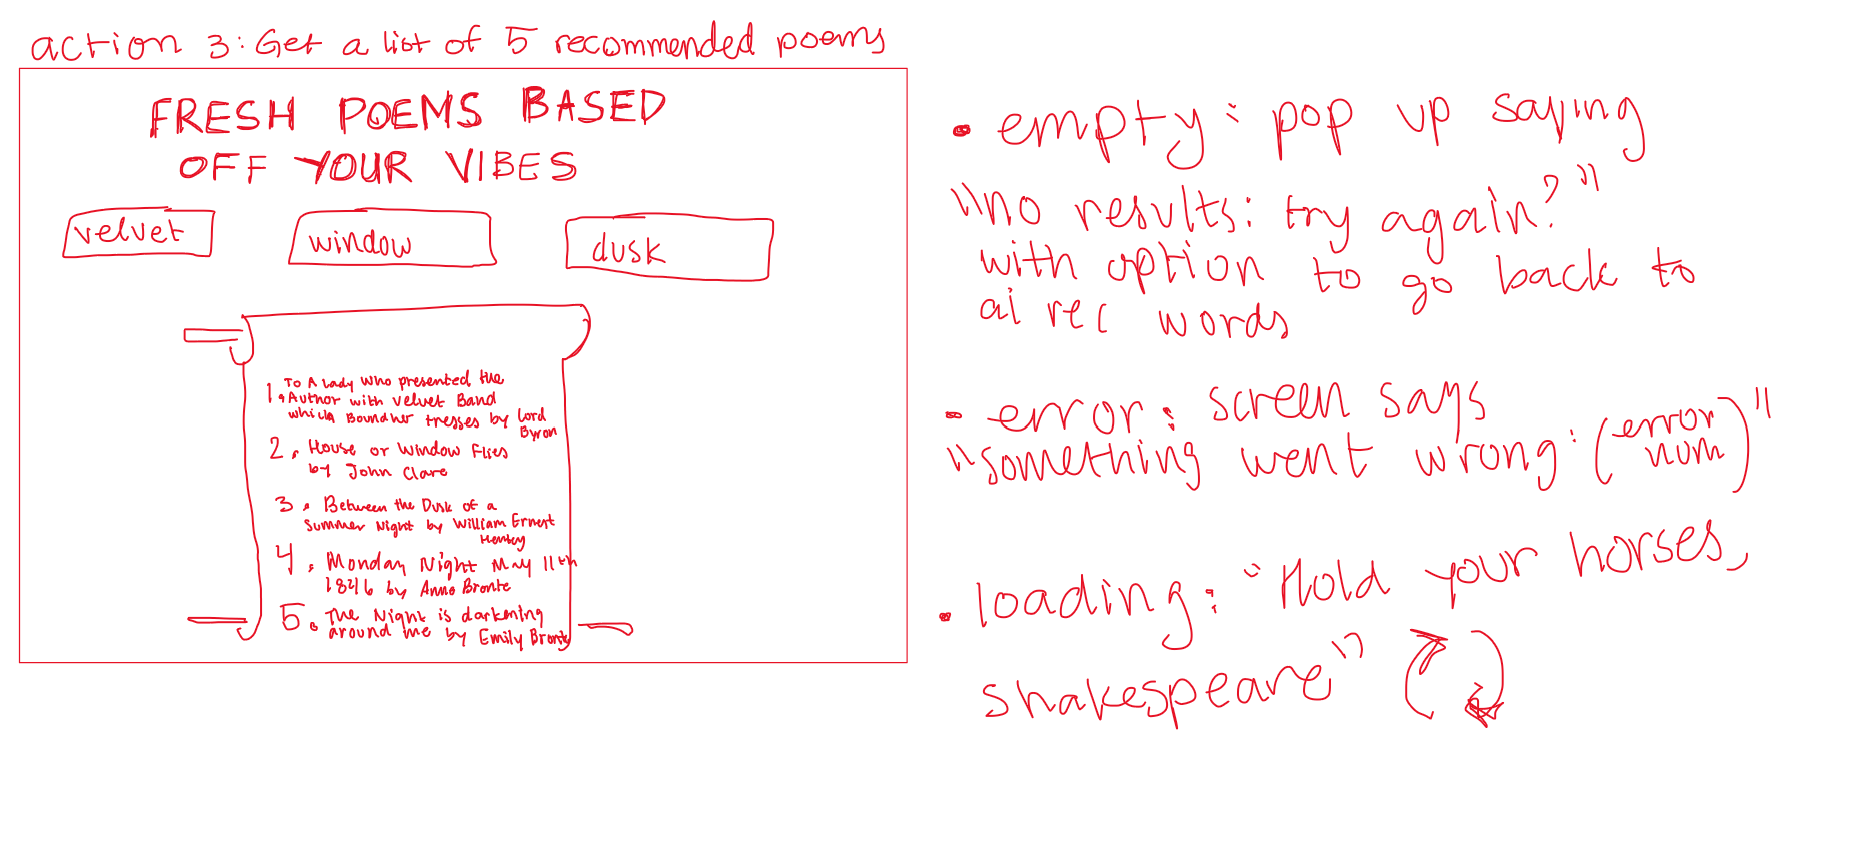 action 3: Get a list of 5 recommended poems
FRESH POEMS BASED
OFF YOUR VIBES
velvet
window
dusk
1. To A Lady Who presented the
Author with Velvet Band
which Bound her tresses by Lord
Byron
2. House or Window Flies
by John Clare
3. Between the Dusk of a
Summer Night by William Ernest
Henley
4. Monday Night May 11th
1846 by Anne Bronte
5. The Night is darkening
around me by Emily Bronte
• empty: pop up saying
"no results: try again?"
with option to go back to
ai rec words
• error: screen says
"something went wrong: (error
num)"
• loading: "Hold your horses,
shakespeare"